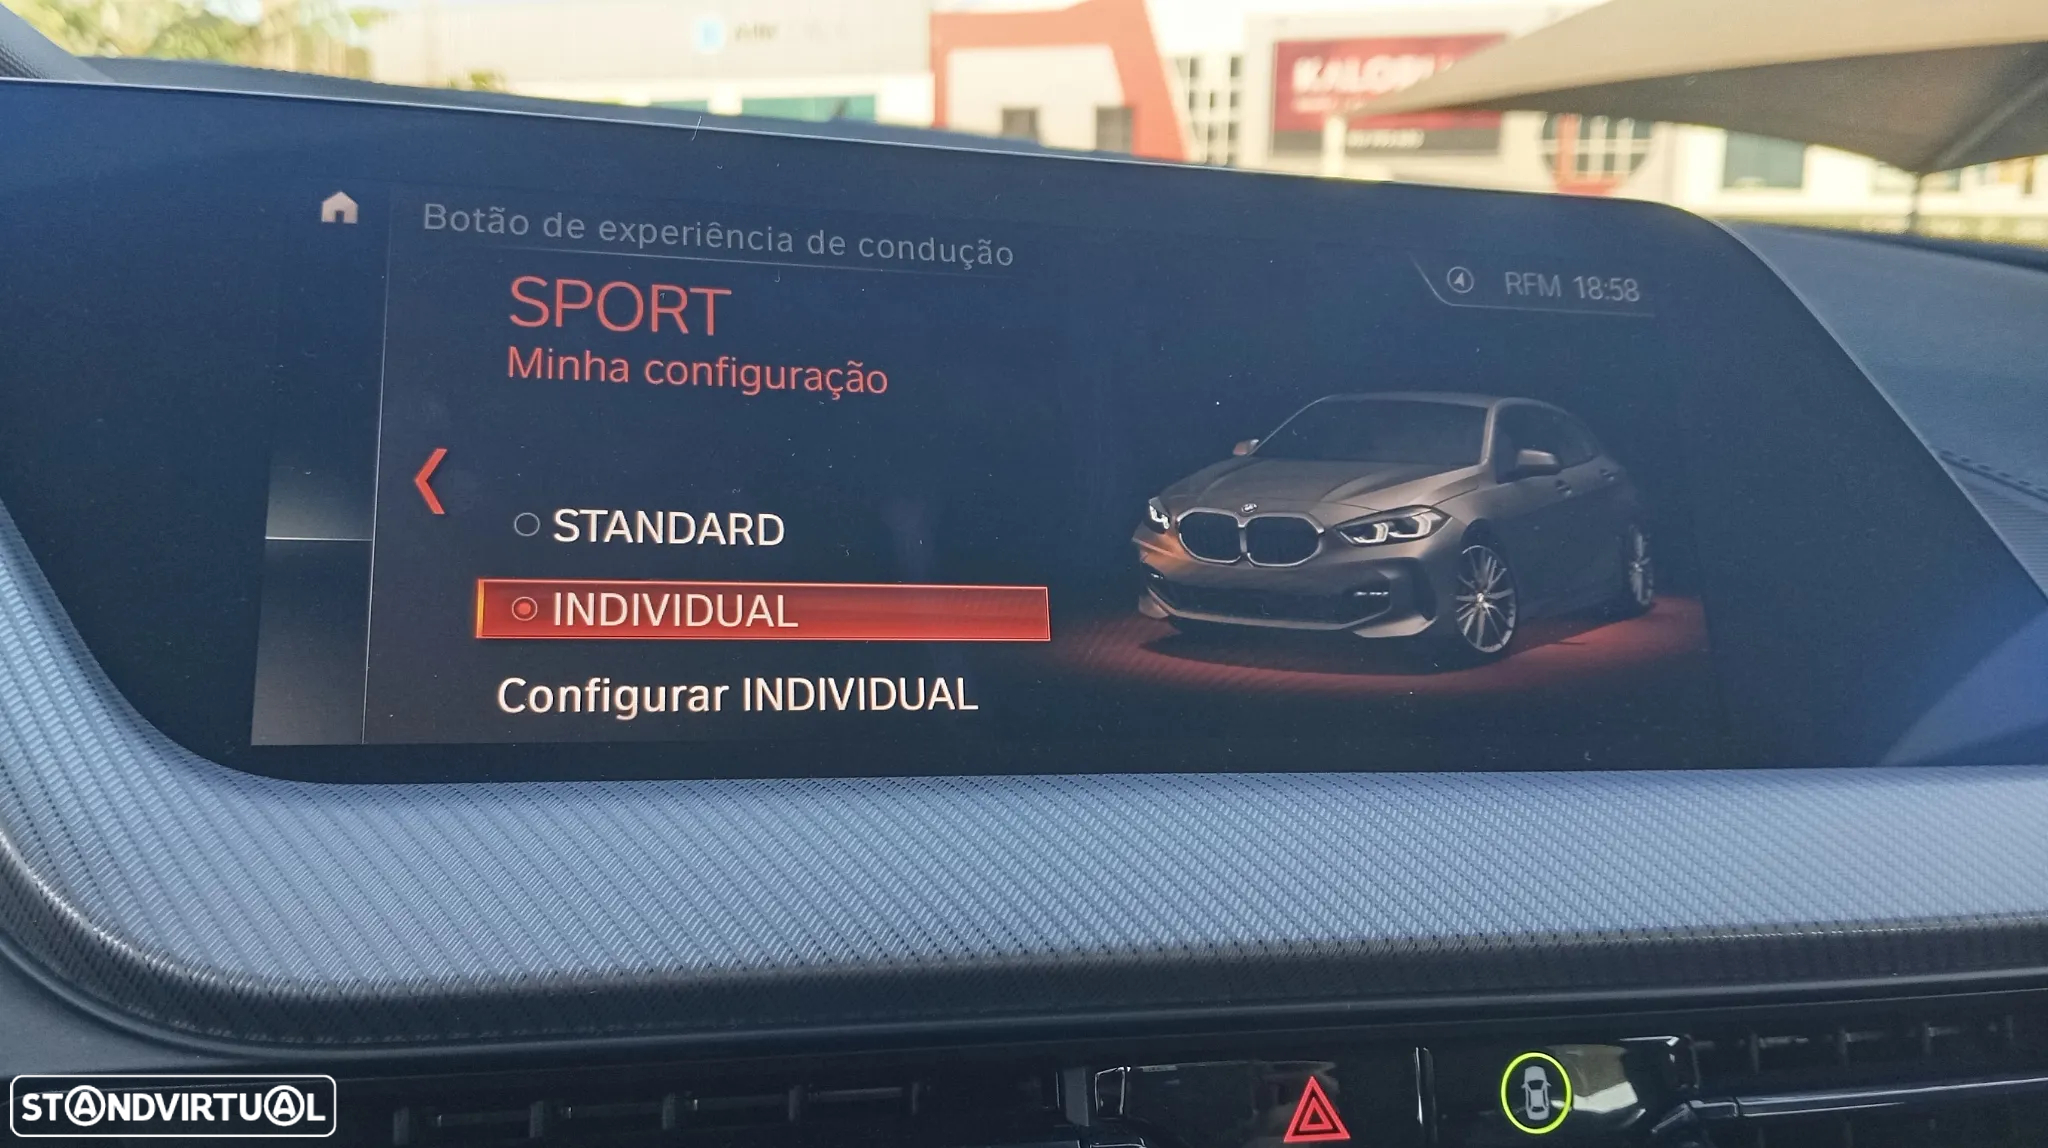 Botão de experiência de condução
SPORT
Minha configuração
RFM 18:58
STANDARD
INDIVIDUAL
Configurar INDIVIDUAL
STANDVIRTUAL